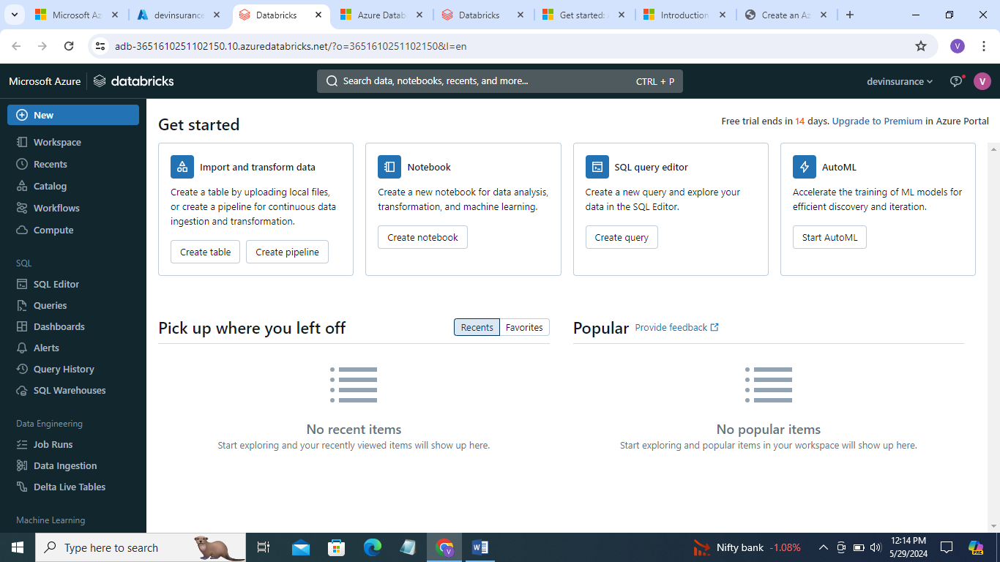 Microsoft Az
devinsurance
Databricks
Azure Datab
Databricks
Get started:
Introduction
Create an Az
adb-3651610251102150.10.azuredatabricks.net/?o=3651610251102150&l=en
V
Microsoft Azure
databricks
Search data, notebooks, recents, and more...
CTRL + P
devinsurance
V
New
Workspace
Recents
Catalog
Workflows
Compute
SQL
SQL Editor
Queries
Dashboards
Alerts
Query History
SQL Warehouses
Data Engineering
Job Runs
Data Ingestion
Delta Live Tables
Machine Learning
Get started
Free trial ends in 14 days. Upgrade to Premium in Azure Portal
Import and transform data
Create a table by uploading local files,
or create a pipeline for continuous data
ingestion and transformation.
Create table
Create pipeline
Notebook
Create a new notebook for data analysis,
transformation, and machine learning.
Create notebook
SQL query editor
Create a new query and explore your
data in the SQL Editor.
Create query
AutoML
Accelerate the training of ML models for
efficient discovery and iteration.
Start AutoML
Pick up where you left off
Recents
Favorites
No recent items
Start exploring and your recently viewed items will show up here.
Popular
Provide feedback
No popular items
Start exploring and popular items in your workspace will show up here.
Type here to search
V
W
Nifty bank -1.08%
12:14 PM
5/29/2024
PRE